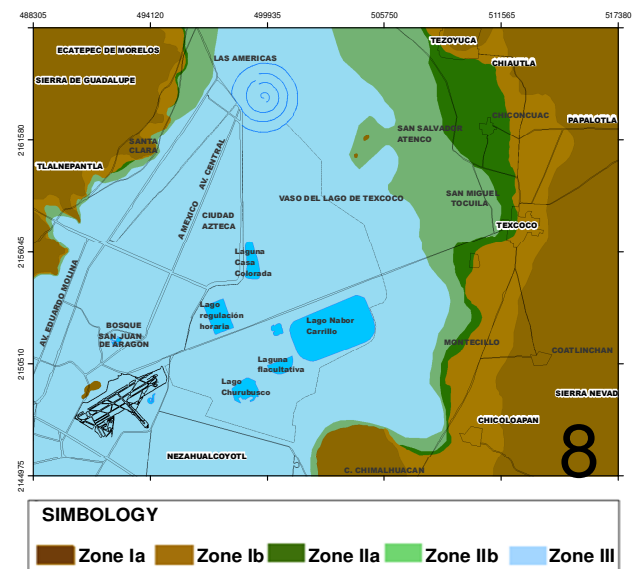 488305 494120 499935 505750 511565 517380
TEZOYUCA
ECATEPEC DE MORELOS
LAS AMERICAS
CHIAUTLA
SIERRA DE GUADALUPE
CHICONCUAC
PAPALOTLA
2161580
SAN SALVADOR
ATENCO
SANTA
CLARA
TLALNEPANTLA
AV. CENTRAL
A MEXICO
VASO DEL LAGO DE TEXCOCO
SAN MIGUEL
TOCUILA
CIUDAD
AZTECA
TEXCOCO
2156045
Laguna
Casa
Colorada
AV. EDUARDO MOLINA
Lago
regulación
horaria
Lago Nabor
Carrillo
BOSQUE
SAN JUAN
DE ARAGÓN
MONTECILLO
COATLINCHAN
2150510
Laguna
flacultativa
Lago
Churubusco
SIERRA NEVAD
CHICOLOAPAN
8
NEZAHUALCOYOTL
C. CHIMALHUACAN
2144975
SIMBOLOGY
Zone Ia Zone Ib Zone IIa Zone IIb Zone III